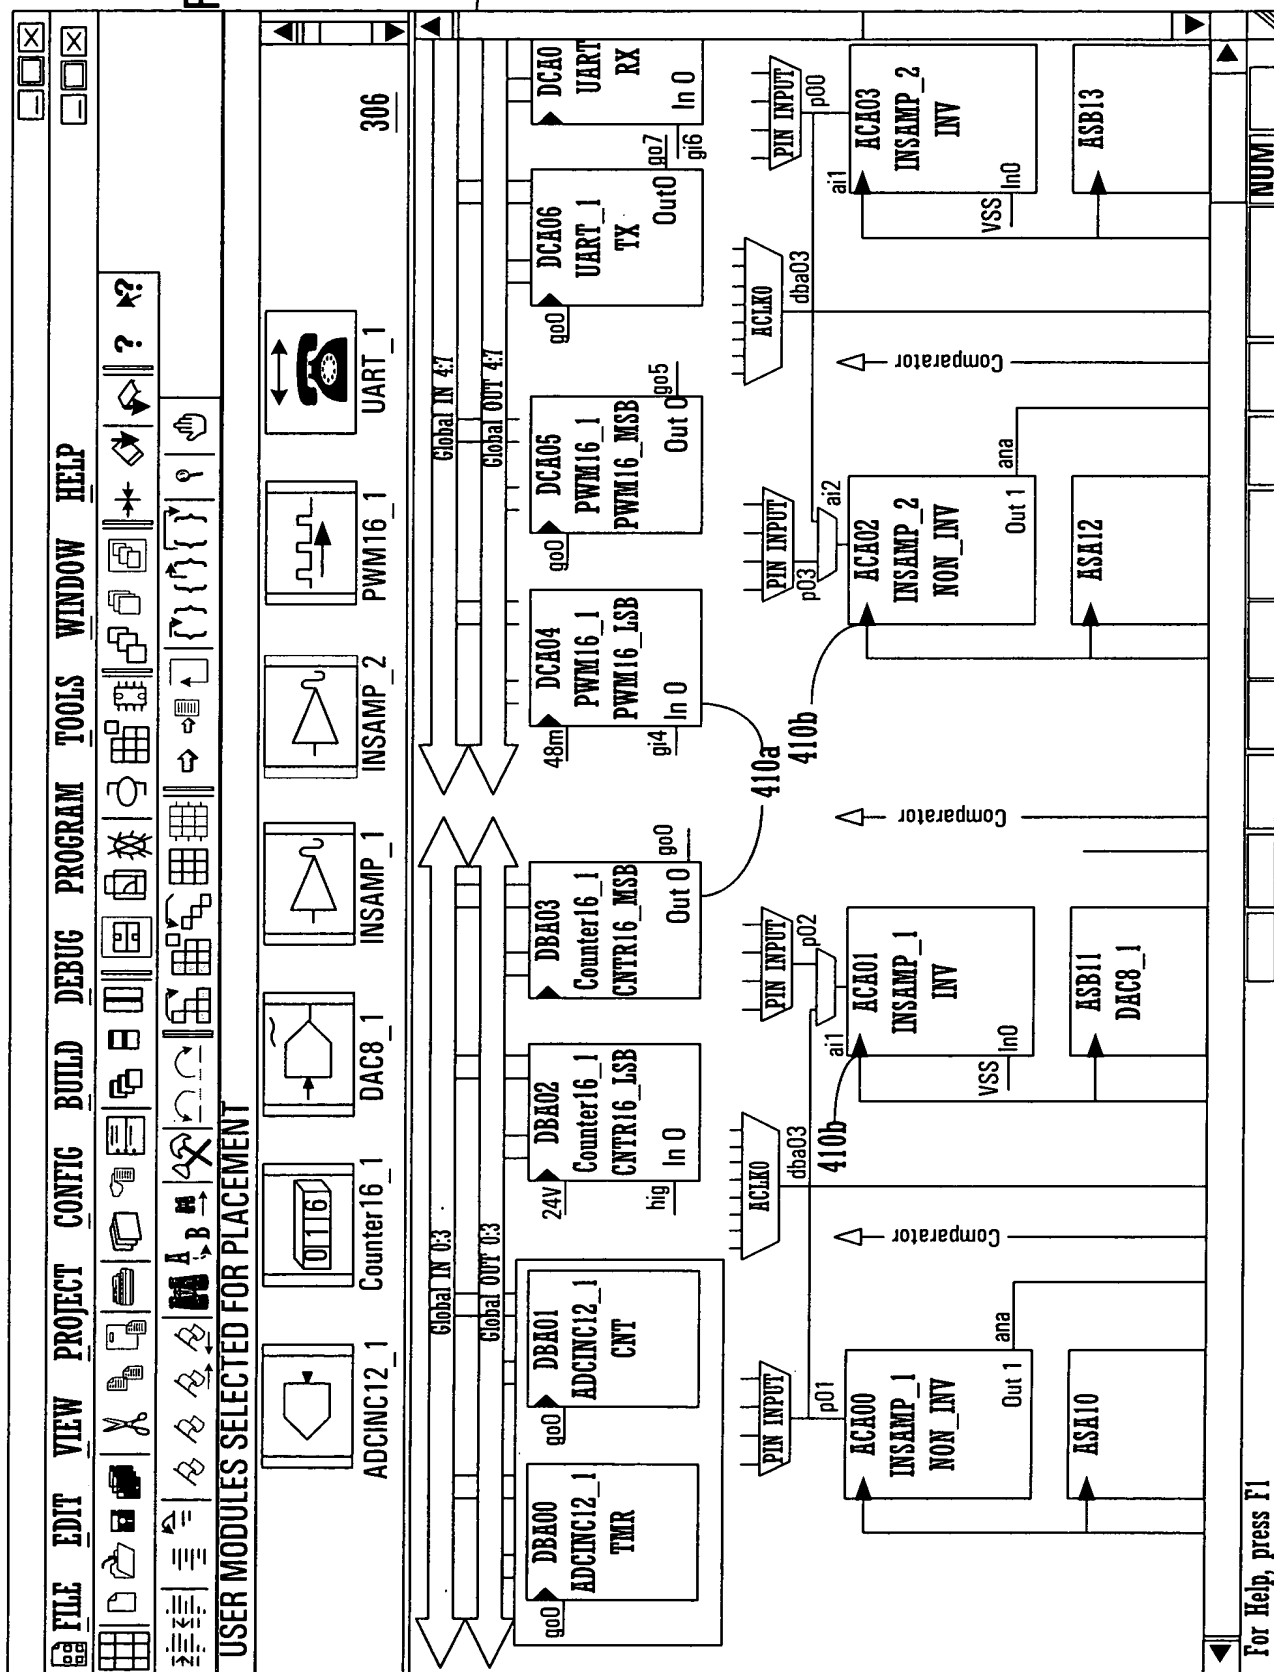 FILE EDIT VIEW PROJECT CONFIG BUILD DEBUG PROGRAM TOOLS WINDOW HELP
? ?
A
B
USER MODULES SELECTED FOR PLACEMENT
016
ADCINC12_1 Counter16_1 DAC8_1 INSAMP_1 INSAMP_2 PWM16_1 UART_1
306
Global IN 0:3 Global IN 4:7
Global OUT 0:3 Global OUT 4:7
DBA00
ADCINC12_1
TMR
go0
DBA01
ADCINC12_1
CNT
go0
DBA02
Counter16_1
CNTR16_LSB
In 0
24V
hig
DBA03
Counter16_1
CNTR16_MSB
Out 0
go0
DCA04
PWM16_1
PWM16_LSB
In 0
48m
gi4
DCA05
PWM16_1
PWM16_MSB
Out 0
go0
go5
DCA06
UART_1
TX
Out0
go0
go7
gi6
DCA0
UART
RX
In 0
410a
410b
410b
PIN INPUT
p01
ACLK0
dba03
PIN INPUT
p02
ai1
PIN INPUT
p03
ai2
ACLK0
dba03
PIN INPUT
p00
ai1
ACA00
INSAMP_1
NON_INV
Out 1
ana
Comparator
ACA01
INSAMP_1
INV
VSS
In0
Comparator
ACA02
INSAMP_2
NON_INV
Out 1
ana
Comparator
ACA03
INSAMP_2
INV
VSS
In0
ASA10
ASB11
DAC8_1
ASA12
ASB13
For Help, press F1
NUM